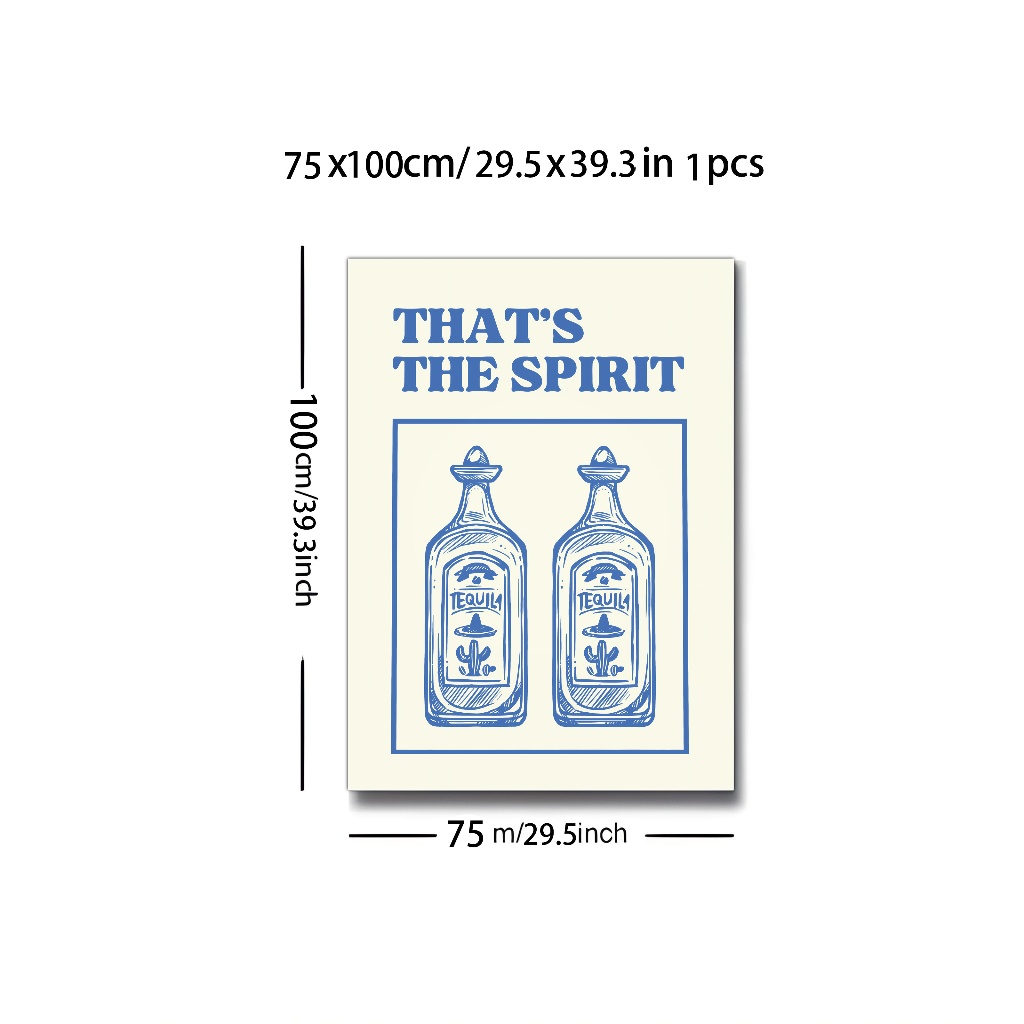 75x100cm/29.5x39.3in 1pcs
THAT'S
THE SPIRIT
100cm/39.3inch
TEQUILA
TEQUILA
75 m/29.5inch